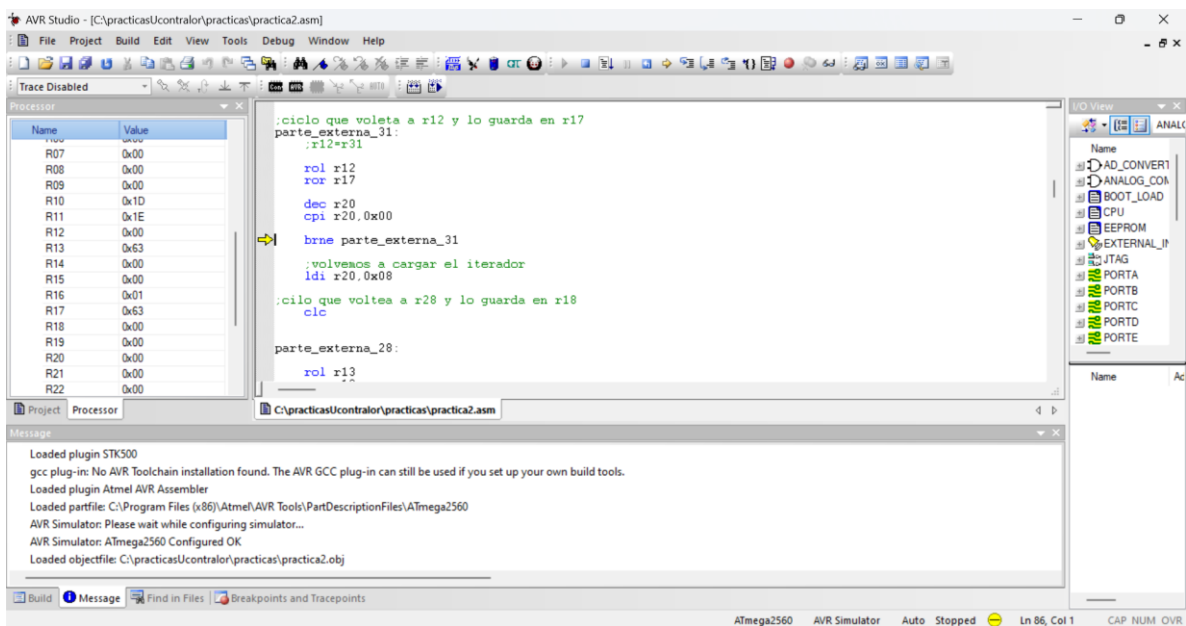 AVR Studio - [C:\practicasUcontralor\practicas\practica2.asm]
File Project Build Edit View Tools Debug Window Help
Trace Disabled
Processor
Name Value
R07 0x00
R08 0x00
R09 0x00
R10 0x1D
R11 0x1E
R12 0x00
R13 0x63
R14 0x00
R15 0x00
R16 0x01
R17 0x63
R18 0x00
R19 0x00
R20 0x00
R21 0x00
R22 0x00
Project Processor
;ciclo que voleta a r12 y lo guarda en r17
parte_externa_31:
;r12=r31
rol r12
ror r17
dec r20
cpi r20,0x00
brne parte_externa_31
;volvemos a cargar el iterador
ldi r20,0x08
;cilo que voltea a r28 y lo guarda en r18
clc
parte_externa_28:
rol r13
C:\practicasUcontralor\practicas\practica2.asm
I/O View
ANALO
Name
AD_CONVERT
ANALOG_COM
BOOT_LOAD
CPU
EEPROM
EXTERNAL_IN
JTAG
PORTA
PORTB
PORTC
PORTD
PORTE
Name Ad
Message
Loaded plugin STK500
gcc plug-in: No AVR Toolchain installation found. The AVR GCC plug-in can still be used if you set up your own build tools.
Loaded plugin Atmel AVR Assembler
Loaded partfile: C:\Program Files (x86)\Atmel\AVR Tools\PartDescriptionFiles\ATmega2560
AVR Simulator: Please wait while configuring simulator...
AVR Simulator: ATmega2560 Configured OK
Loaded objectfile: C:\practicasUcontralor\practicas\practica2.obj
Build Message Find in Files Breakpoints and Tracepoints
ATmega2560 AVR Simulator Auto Stopped Ln 86, Col 1 CAP NUM OVR